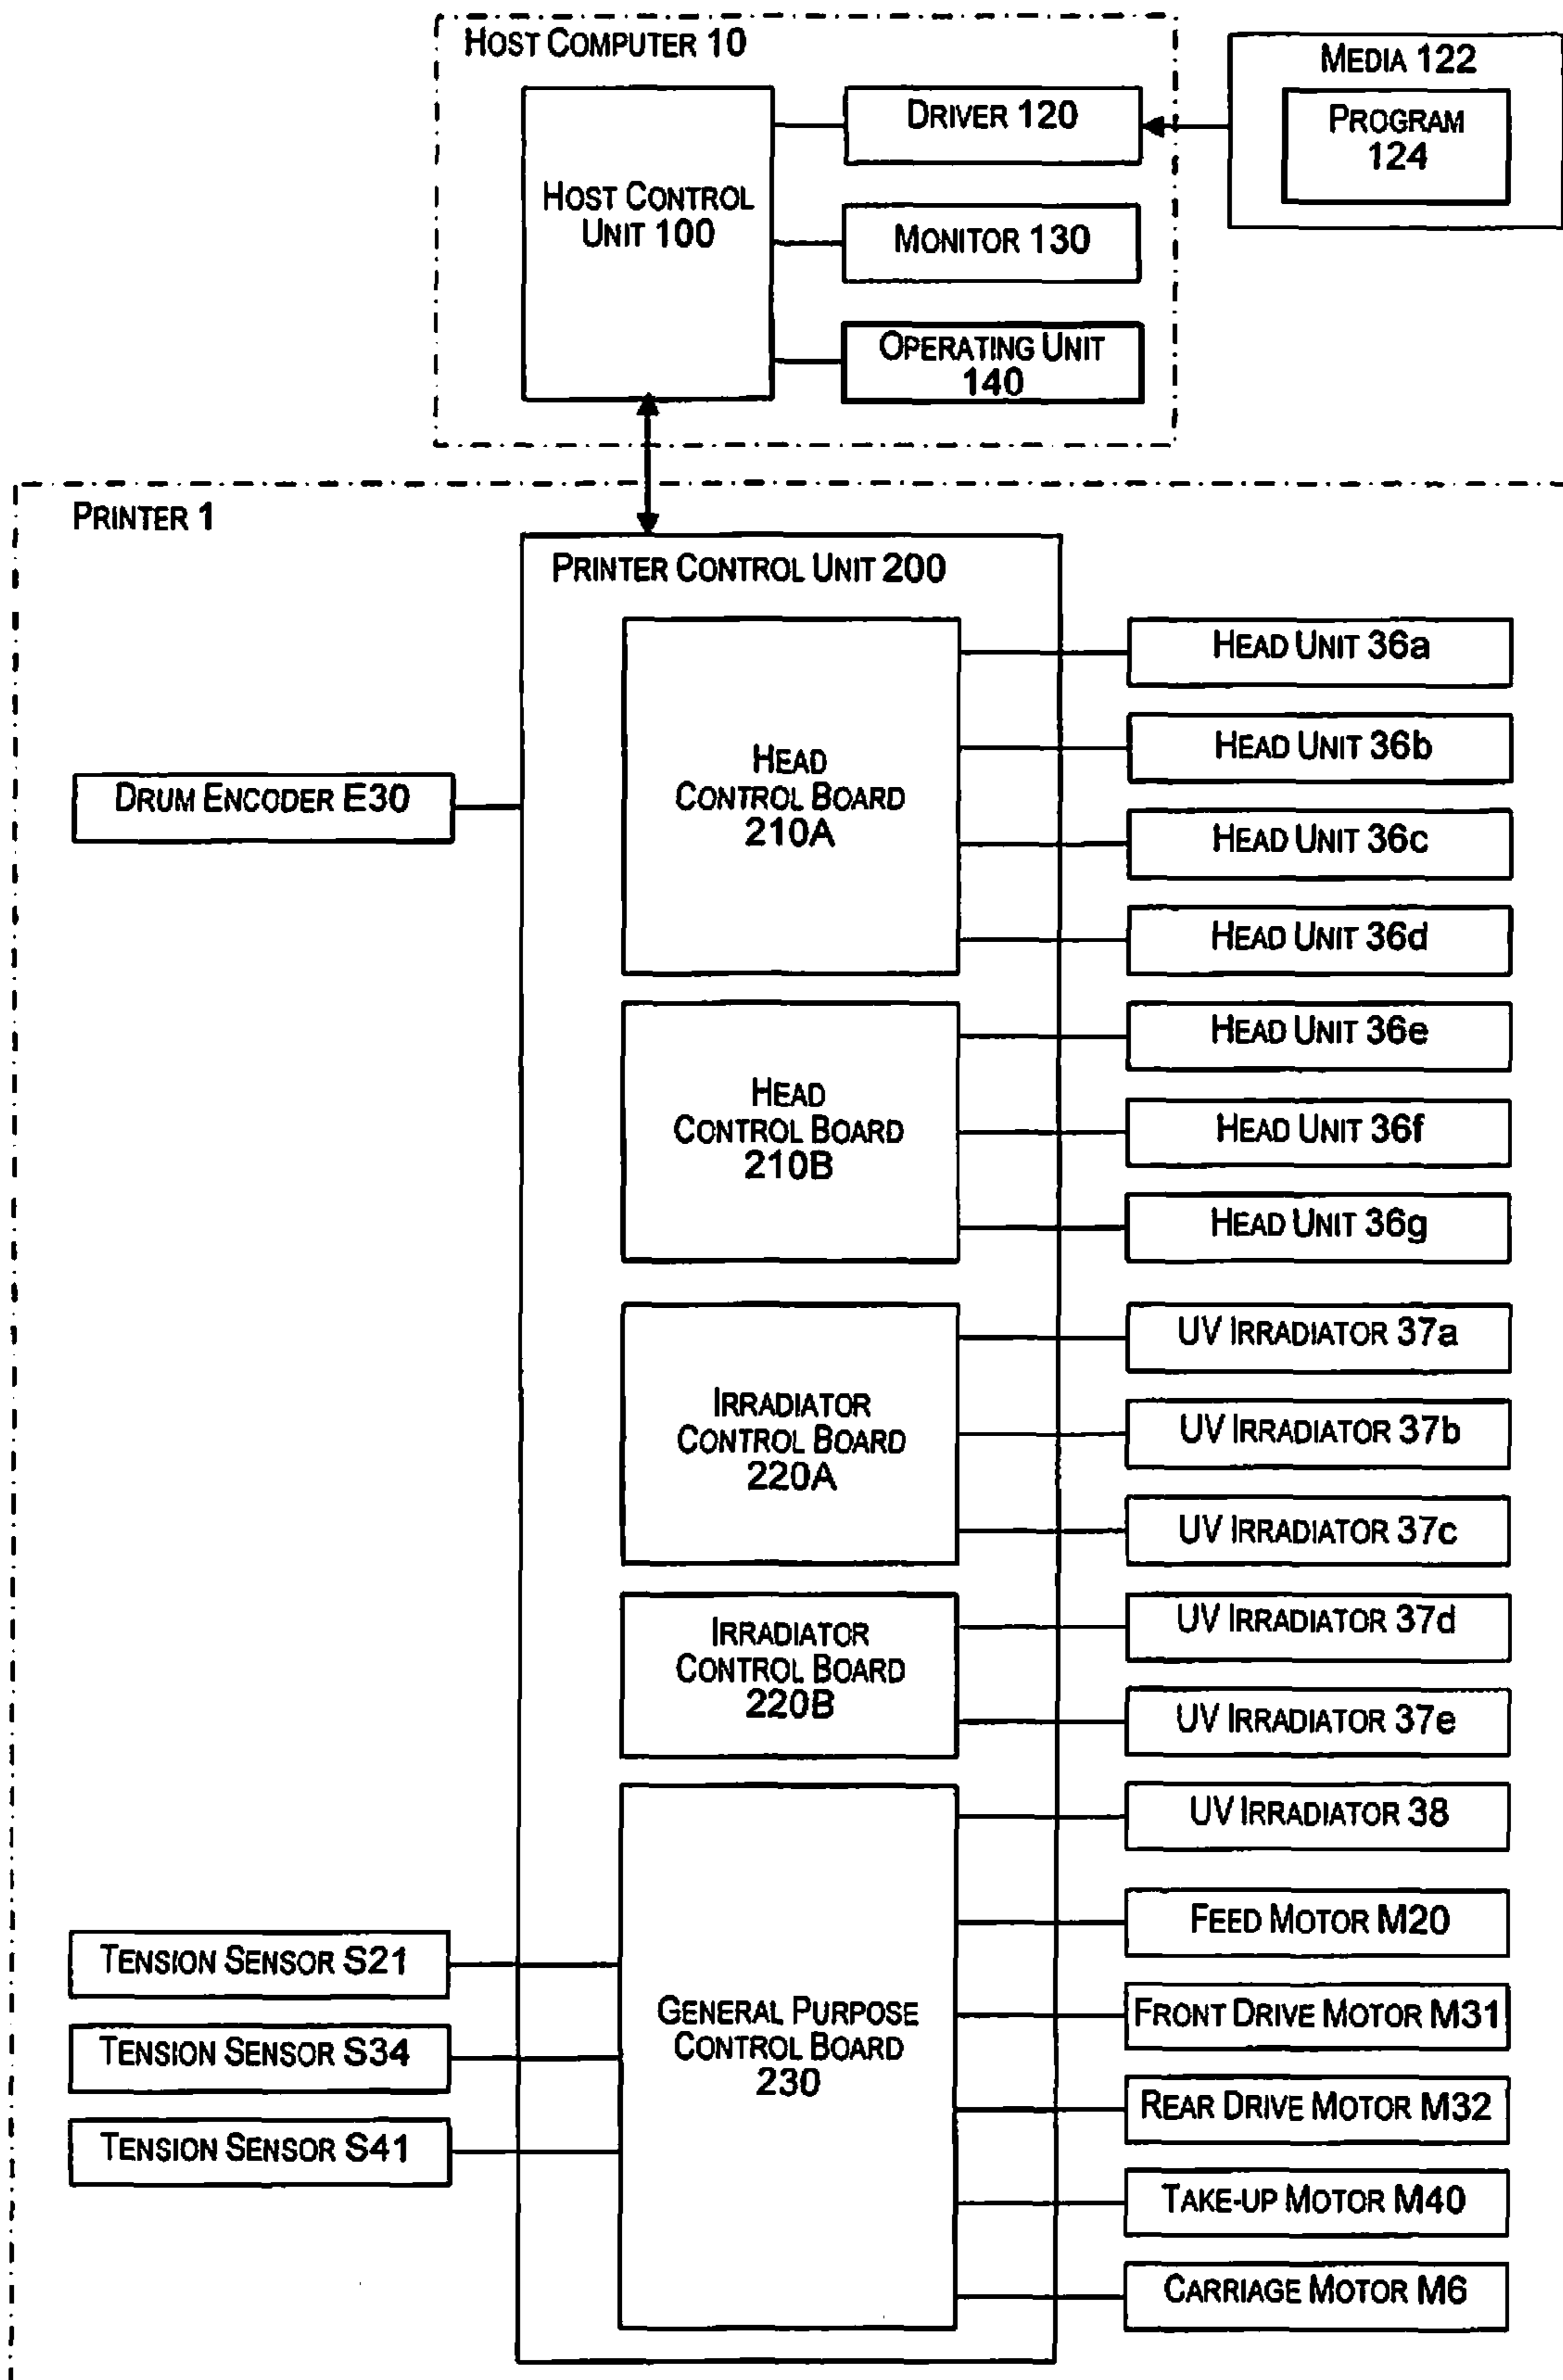 HOST COMPUTER 10
MEDIA 122
PROGRAM
124
DRIVER 120
HOST CONTROL
UNIT 100
MONITOR 130
OPERATING UNIT
140
PRINTER 1
PRINTER CONTROL UNIT 200
HEAD
CONTROL BOARD
210A
HEAD UNIT 36a
HEAD UNIT 36b
HEAD UNIT 36c
HEAD UNIT 36d
DRUM ENCODER E30
HEAD
CONTROL BOARD
210B
HEAD UNIT 36e
HEAD UNIT 36f
HEAD UNIT 36g
IRRADIATOR
CONTROL BOARD
220A
UV IRRADIATOR 37a
UV IRRADIATOR 37b
UV IRRADIATOR 37c
IRRADIATOR
CONTROL BOARD
220B
UV IRRADIATOR 37d
UV IRRADIATOR 37e
UV IRRADIATOR 38
FEED MOTOR M20
TENSION SENSOR S21
TENSION SENSOR S34
TENSION SENSOR S41
GENERAL PURPOSE
CONTROL BOARD
230
FRONT DRIVE MOTOR M31
REAR DRIVE MOTOR M32
TAKE-UP MOTOR M40
CARRIAGE MOTOR M6